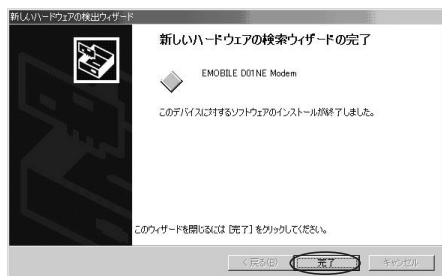 新しいハードウェアの検出ウィザード
新しいハードウェアの検索ウィザードの完了
EMOBILE D01NE Modem
このデバイスに対するソフトウェアのインストールが終了しました。
このウィザードを閉じるには [完了] をクリックしてください。
< 戻る(B)
完了
キャンセル